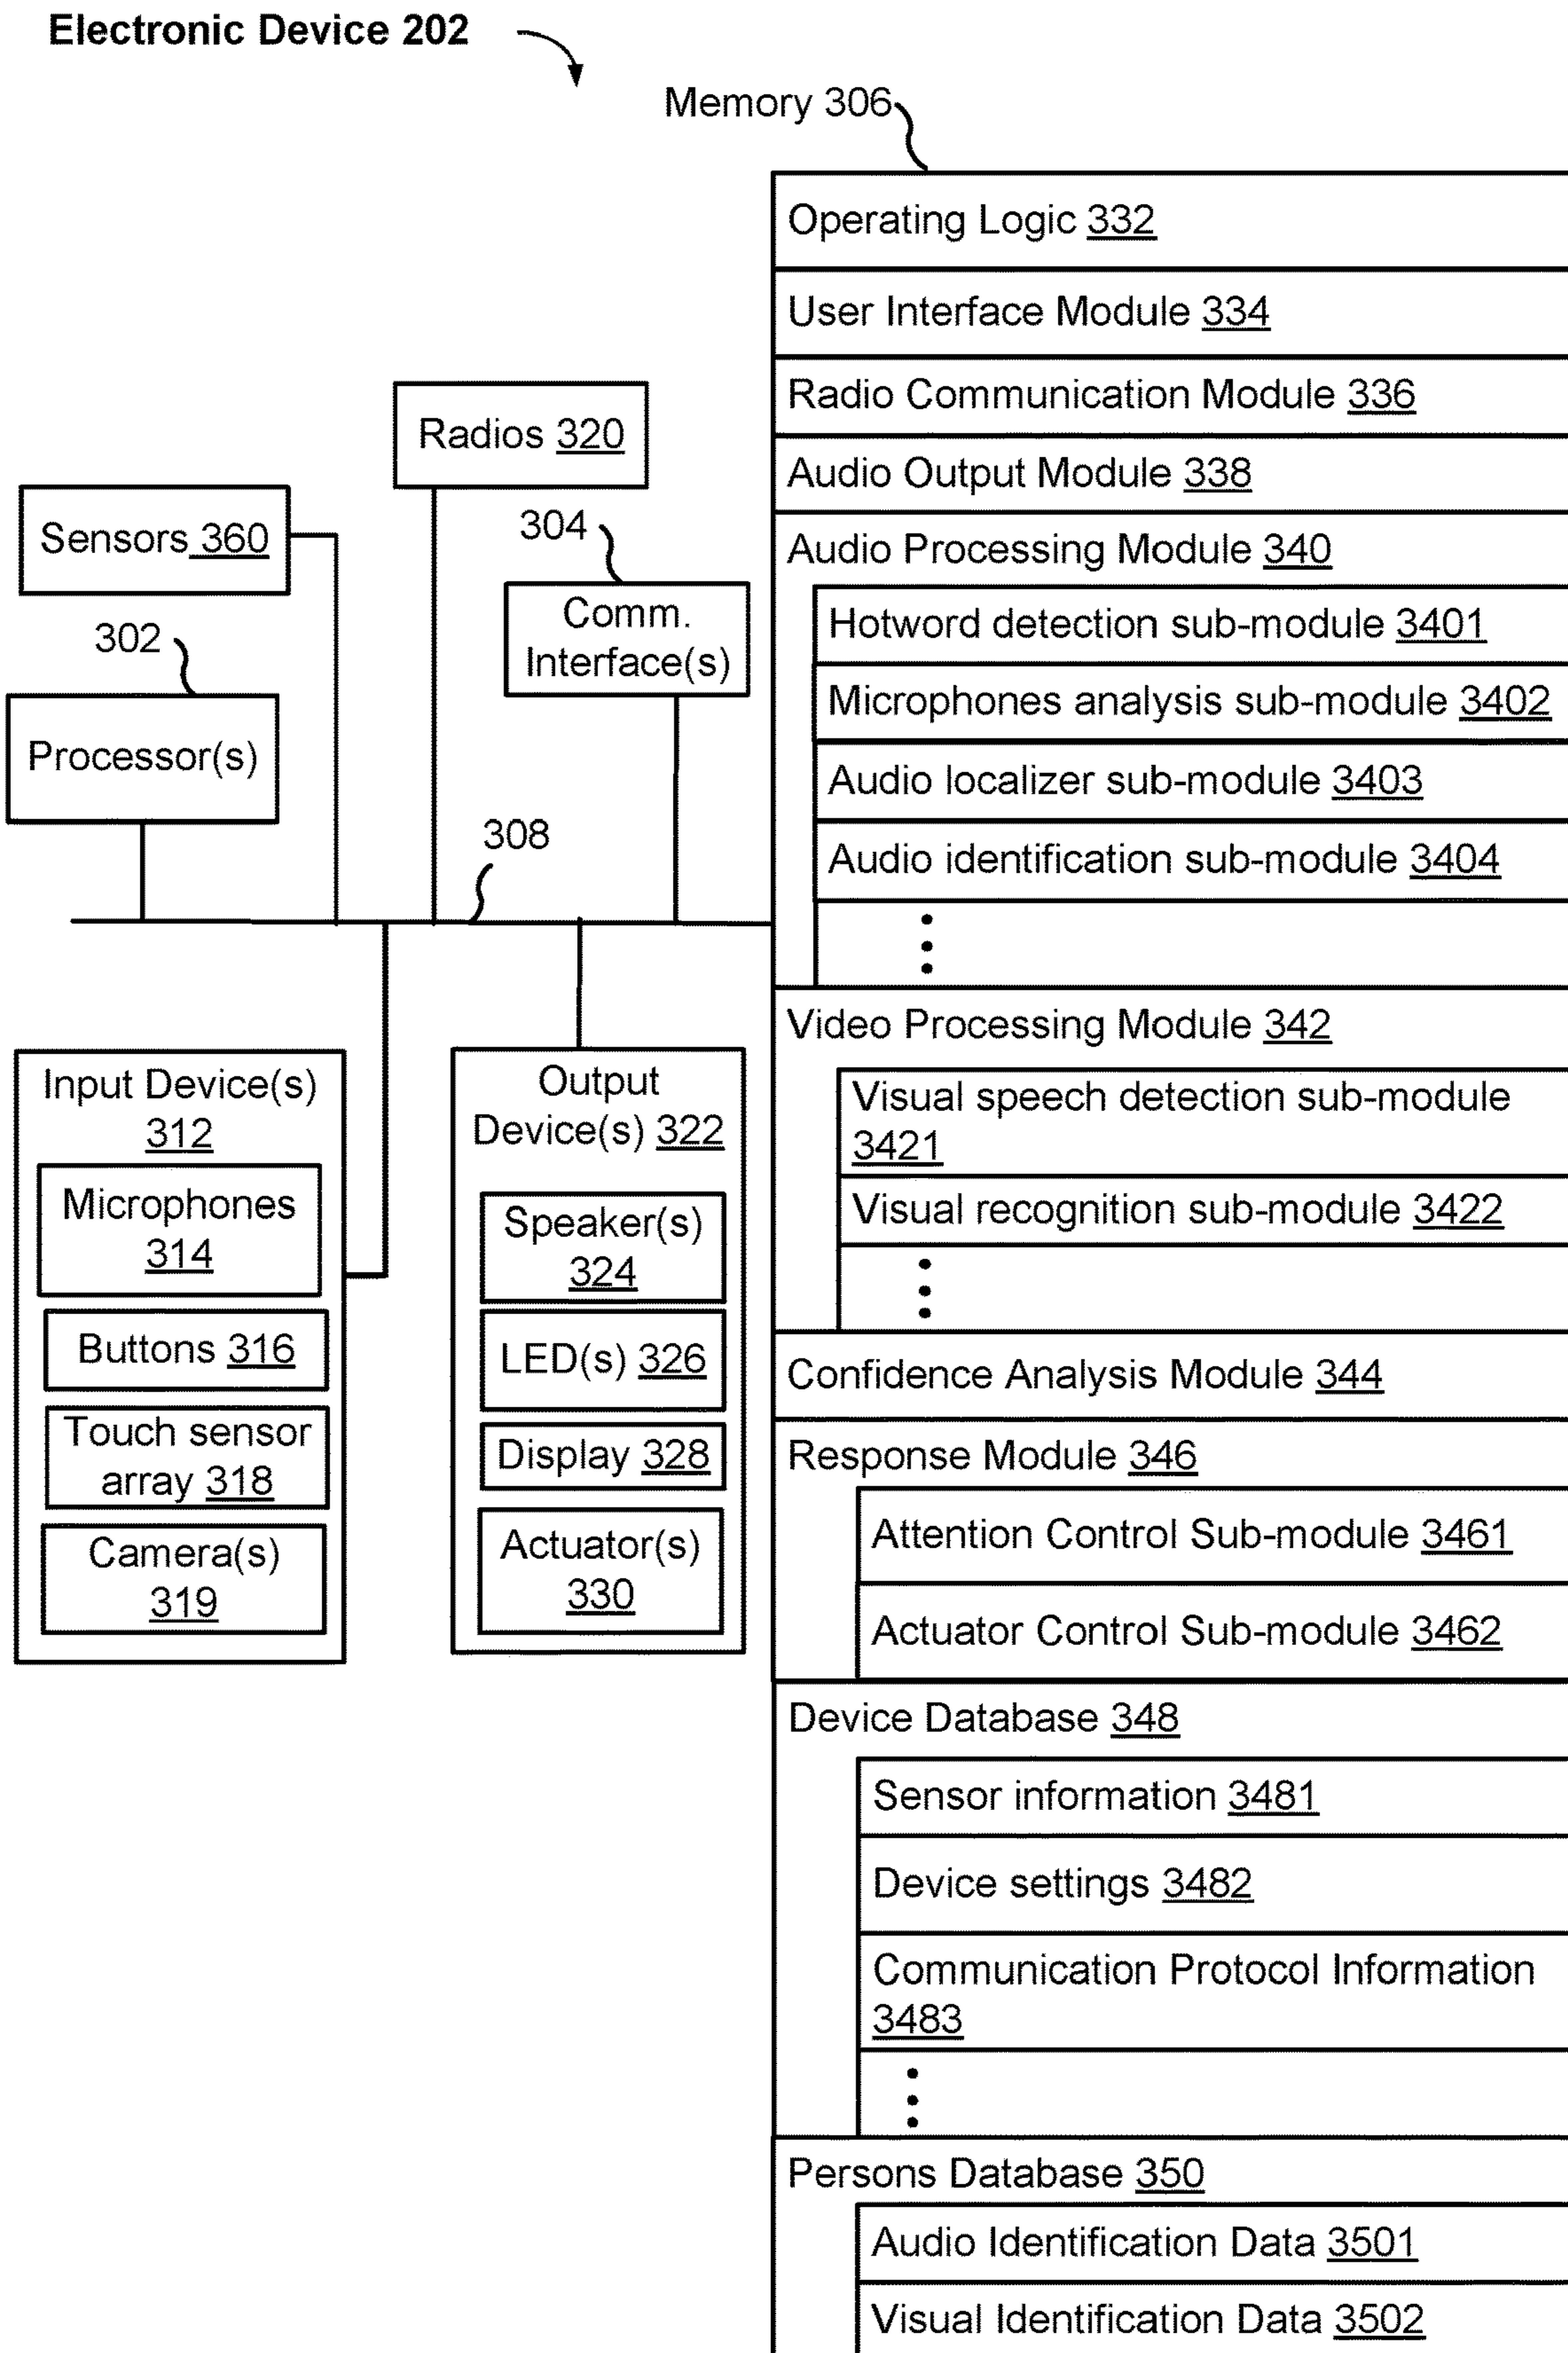 Electronic Device 202
Memory 306
Operating Logic 332
User Interface Module 334
Radio Communication Module 336
Audio Output Module 338
Audio Processing Module 340
Hotword detection sub-module 3401
Microphones analysis sub-module 3402
Audio localizer sub-module 3403
Audio identification sub-module 3404
Video Processing Module 342
Visual speech detection sub-module
3421
Visual recognition sub-module 3422
Confidence Analysis Module 344
Response Module 346
Attention Control Sub-module 3461
Actuator Control Sub-module 3462
Device Database 348
Sensor information 3481
Device settings 3482
Communication Protocol Information
3483
Persons Database 350
Audio Identification Data 3501
Visual Identification Data 3502
Radios 320
Sensors 360
304
Comm.
Interface(s)
302
Processor(s)
308
Input Device(s)
312
Microphones
314
Buttons 316
Touch sensor
array 318
Camera(s)
319
Output
Device(s) 322
Speaker(s)
324
LED(s) 326
Display 328
Actuator(s)
330